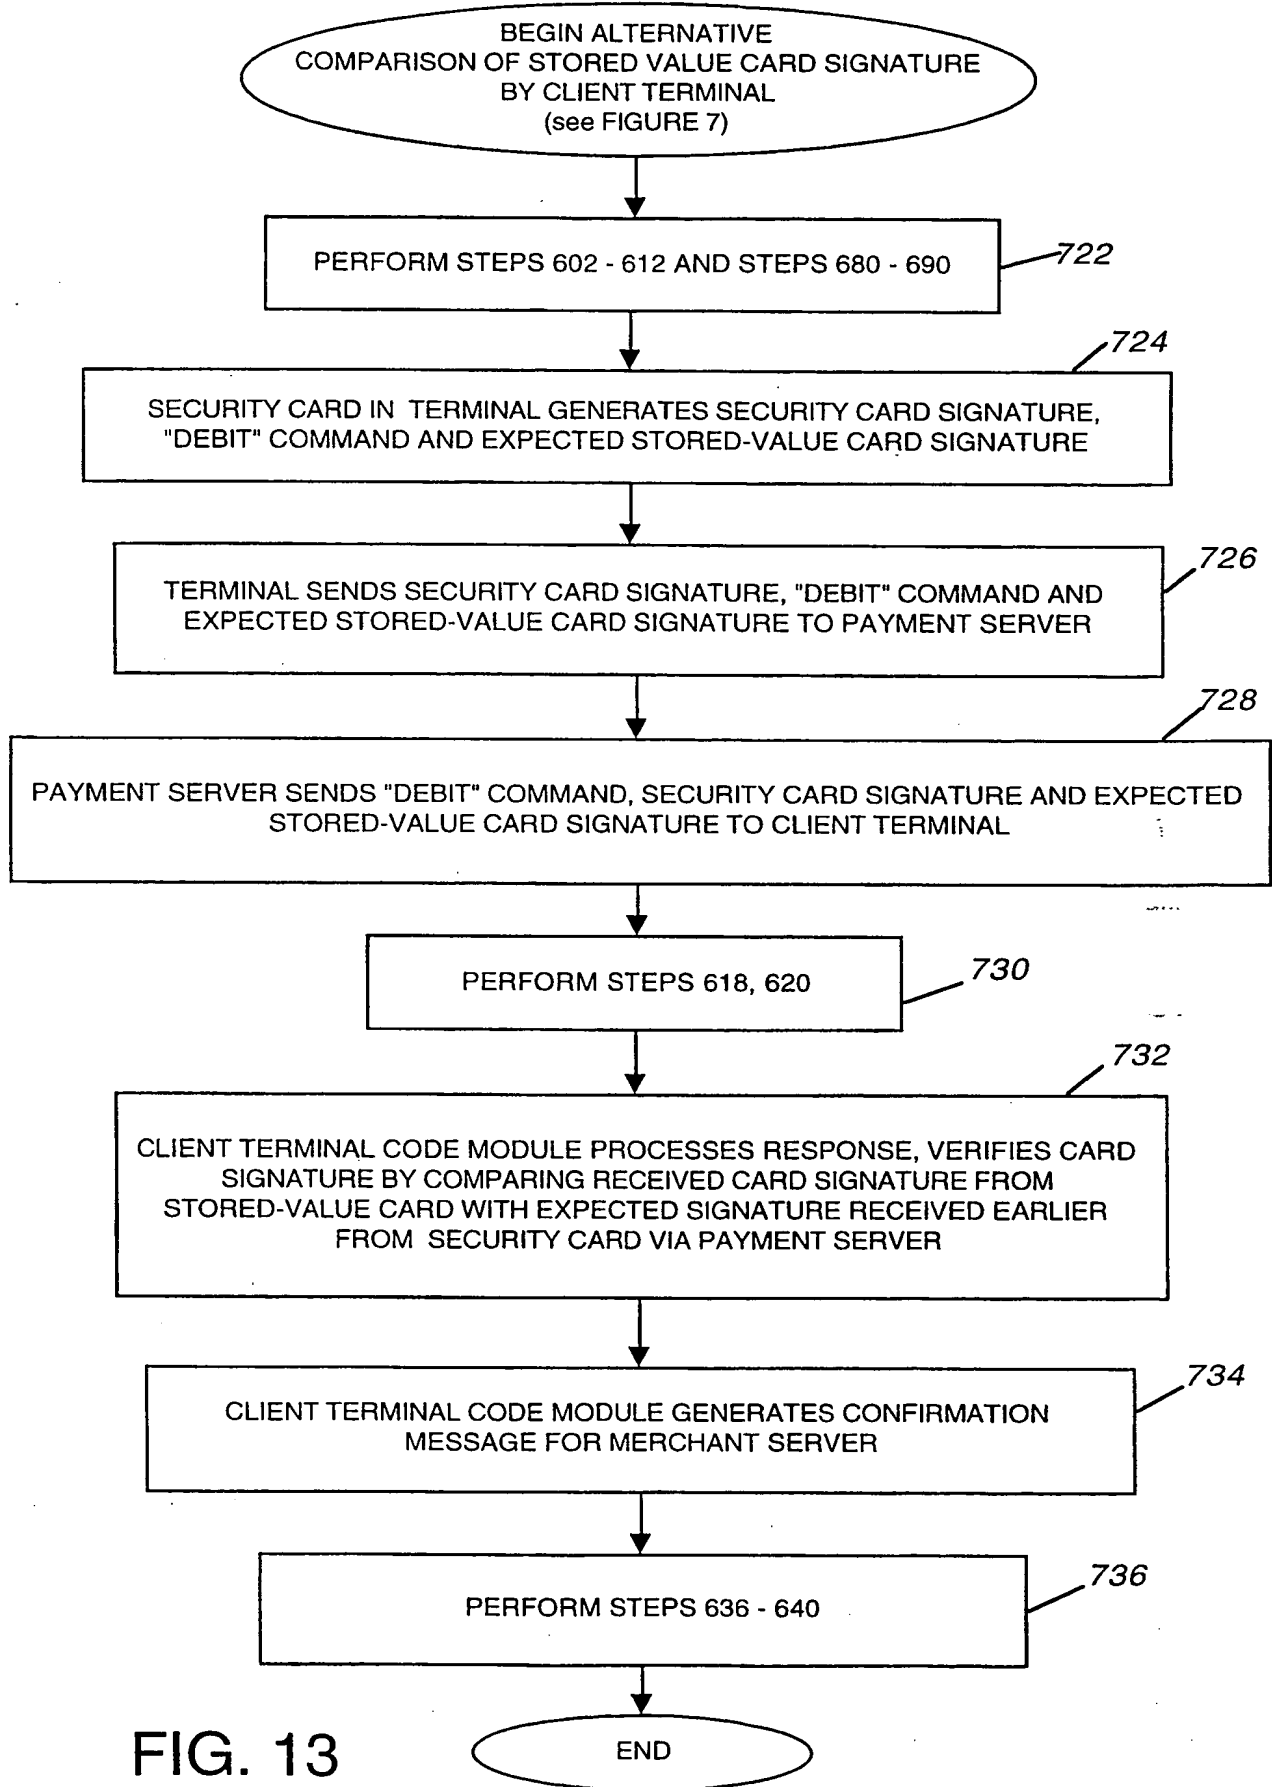 BEGIN ALTERNATIVE
COMPARISON OF STORED VALUE CARD SIGNATURE
BY CLIENT TERMINAL
(see FIGURE 7)
PERFORM STEPS 602 - 612 AND STEPS 680 - 690
722
724
SECURITY CARD IN TERMINAL GENERATES SECURITY CARD SIGNATURE,
"DEBIT" COMMAND AND EXPECTED STORED-VALUE CARD SIGNATURE
726
TERMINAL SENDS SECURITY CARD SIGNATURE, "DEBIT" COMMAND AND
EXPECTED STORED-VALUE CARD SIGNATURE TO PAYMENT SERVER
728
PAYMENT SERVER SENDS "DEBIT" COMMAND, SECURITY CARD SIGNATURE AND EXPECTED
STORED-VALUE CARD SIGNATURE TO CLIENT TERMINAL
PERFORM STEPS 618, 620
730
732
CLIENT TERMINAL CODE MODULE PROCESSES RESPONSE, VERIFIES CARD
SIGNATURE BY COMPARING RECEIVED CARD SIGNATURE FROM
STORED-VALUE CARD WITH EXPECTED SIGNATURE RECEIVED EARLIER
FROM SECURITY CARD VIA PAYMENT SERVER
734
CLIENT TERMINAL CODE MODULE GENERATES CONFIRMATION
MESSAGE FOR MERCHANT SERVER
736
PERFORM STEPS 636 - 640
END
FIG. 13